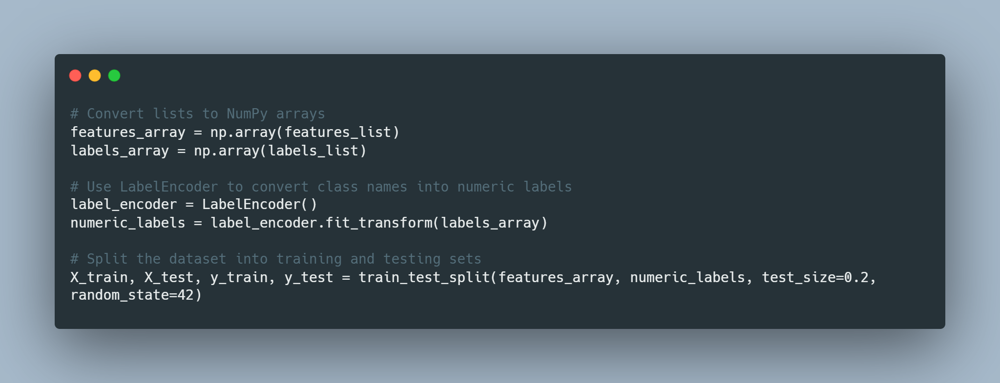 # Convert lists to NumPy arrays
features_array = np.array(features_list)
labels_array = np.array(labels_list)
# Use LabelEncoder to convert class names into numeric labels
label_encoder = LabelEncoder()
numeric_labels = label_encoder.fit_transform(labels_array)
# Split the dataset into training and testing sets
X_train, X_test, y_train, y_test = train_test_split(features_array, numeric_labels, test_size=0.2,
random_state=42)